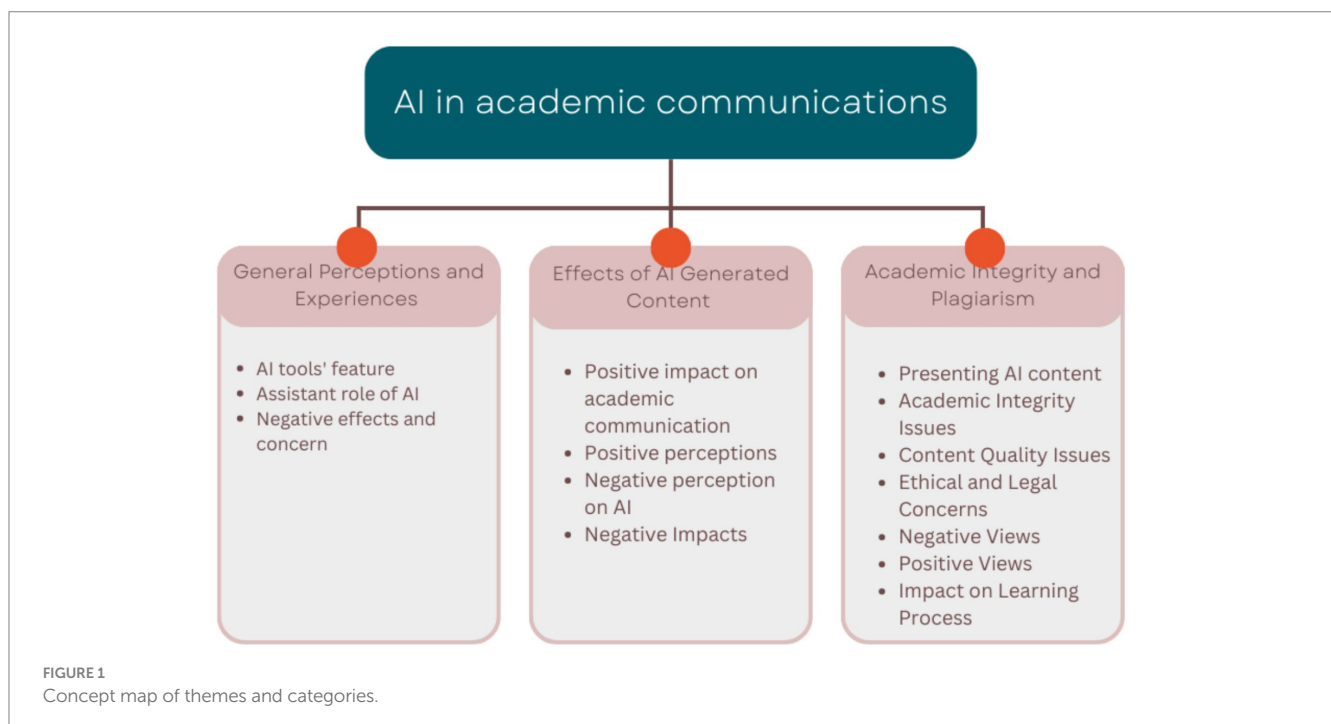 AI in academic communications
General Perceptions and
Experiences
• AI tools' feature
• Assistant role of AI
• Negative effects and
concern
Effects of AI Generated
Content
• Positive impact on
academic
communication
• Positive perceptions
• Negative perception
on AI
• Negative Impacts
Academic Integrity and
Plagiarism
• Presenting AI content
• Academic Integrity
Issues
• Content Quality Issues
• Ethical and Legal
Concerns
• Negative Views
• Positive Views
• Impact on Learning
Process
FIGURE 1
Concept map of themes and categories.